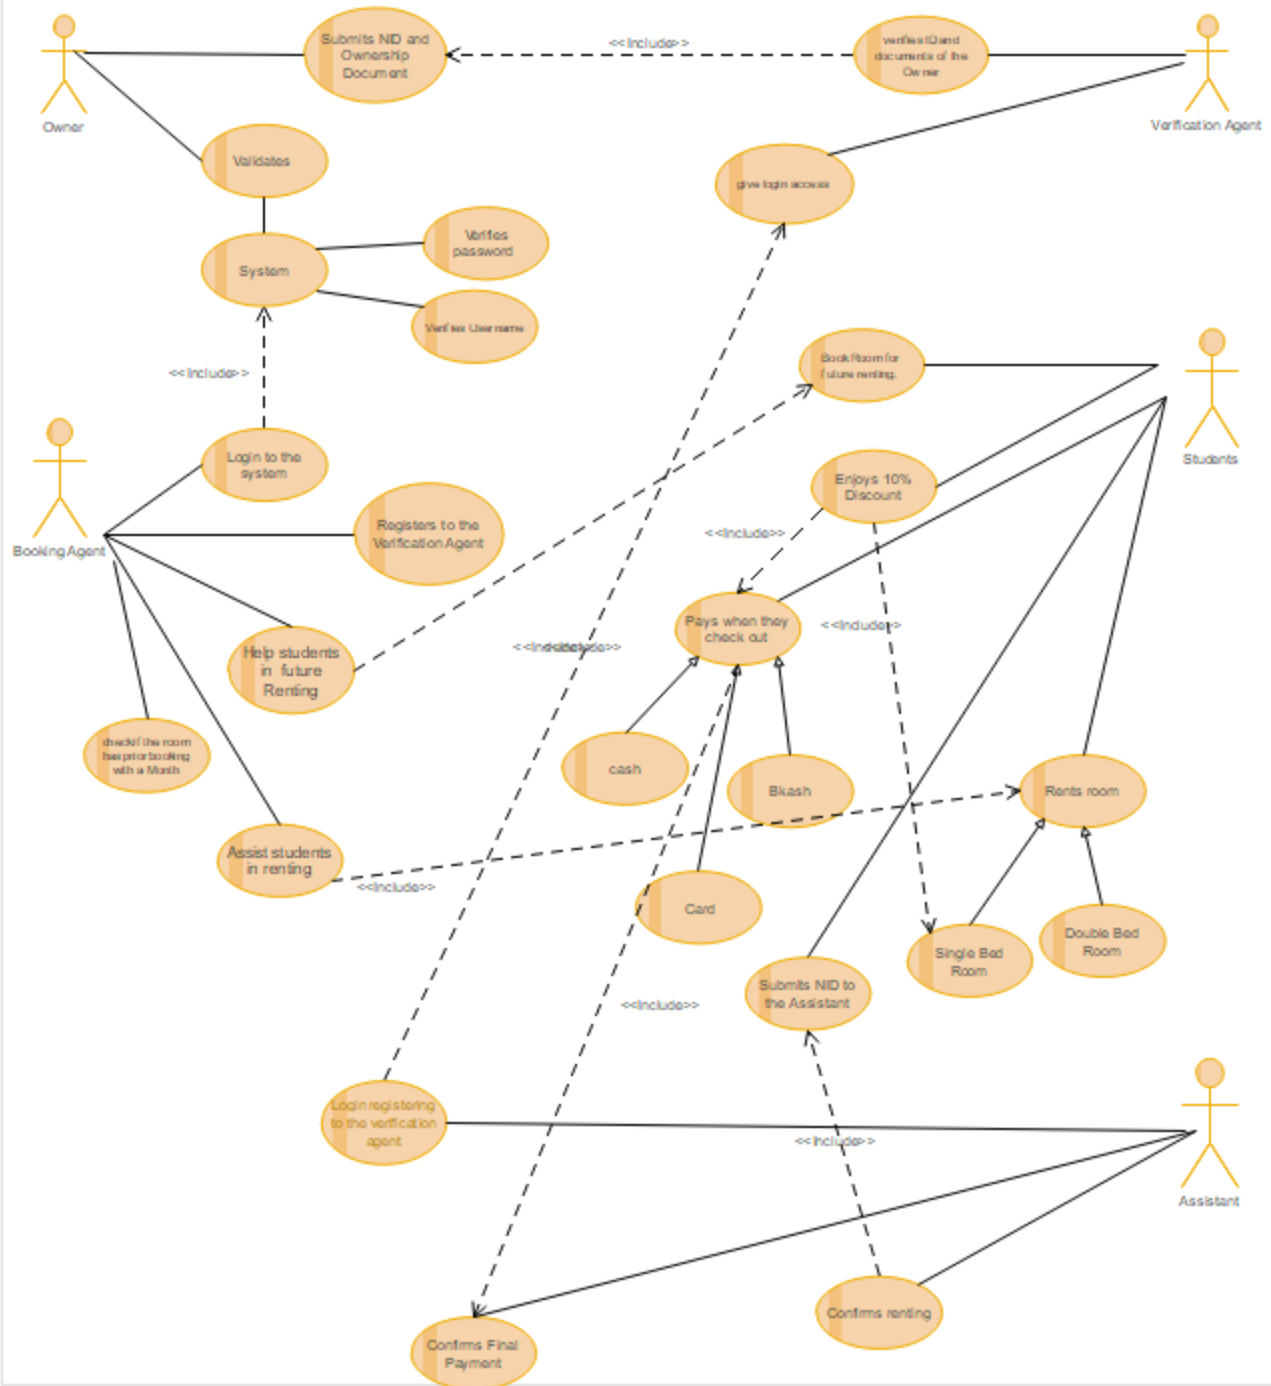 Submits NID and
Ownership
Document
<<Include>>
verifies ID and
documents of the
Owner
Owner
Verification Agent
Validates
give login access
System
Verifies
password
Verifies Username
<<Include>>
Book Room for
future renting.
Students
Login to the
system
Enjoys 10%
Discount
Booking Agent
Registers to the
Verification Agent
<<Include>>
Pays when they
check out
<<Include>>
Help students
in future
Renting
check if the room
has prior booking
with a Month
cash
Bkash
Rents room
Assist students
in renting
<<Include>>
Card
Single Bed
Room
Double Bed
Room
Submits NID to
the Assistant
<<Include>>
Login registering
to the verification
agent
<<Include>>
Assistant
Confirms renting
Confirms Final
Payment